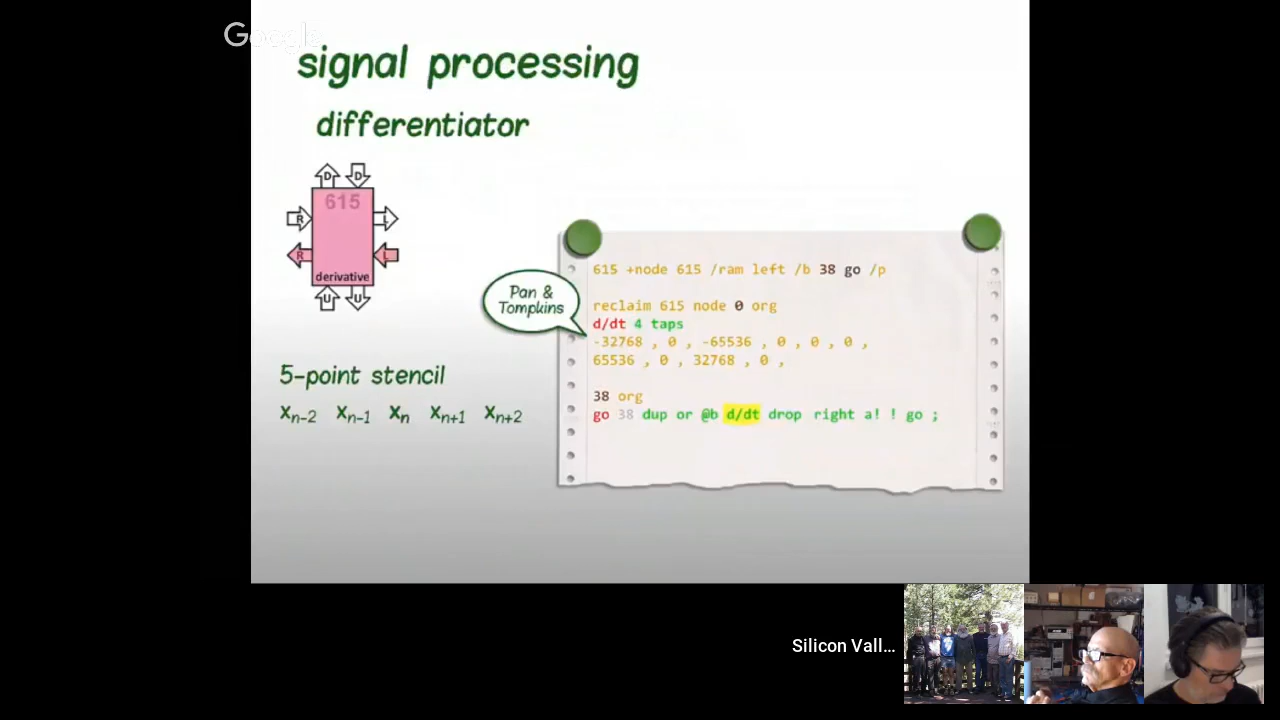 Google
signal processing
differentiator
D D
615
R L
R L
derivative
U U
5-point stencil
xn-2 xn-1 xn xn+1 xn+2
Pan &
Tompkins
615 +node 615 /ram left /b 38 go /p
reclaim 615 node 0 org
d/dt 4 taps
-32768 , 0 , -65536 , 0 , 0 , 0 ,
65536 , 0 , 32768 , 0 ,
38 org
go 38 dup or @b d/dt drop right a! ! go ;
Silicon Vall...